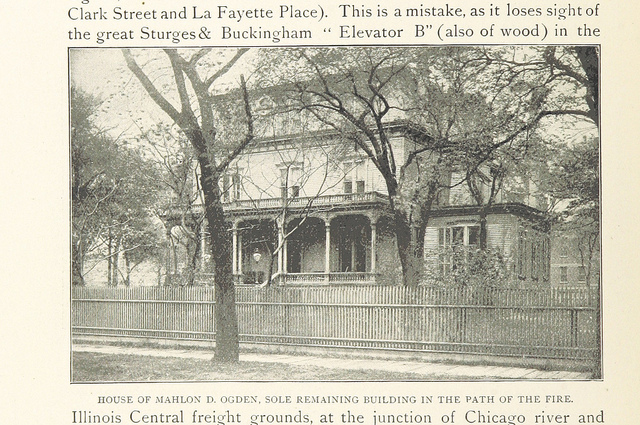 Clark Street and La Fayette Place). This is a mistake, as it loses sight of
the great Sturges & Buckingham “ Elevator B” (also of wood) in the
HOUSE OF MAHLON D. OGDEN, SOLE REMAINING BUILDING IN THE PATH OF THE FIRE.
Illinois Central freight grounds, at the junction of Chicago river and